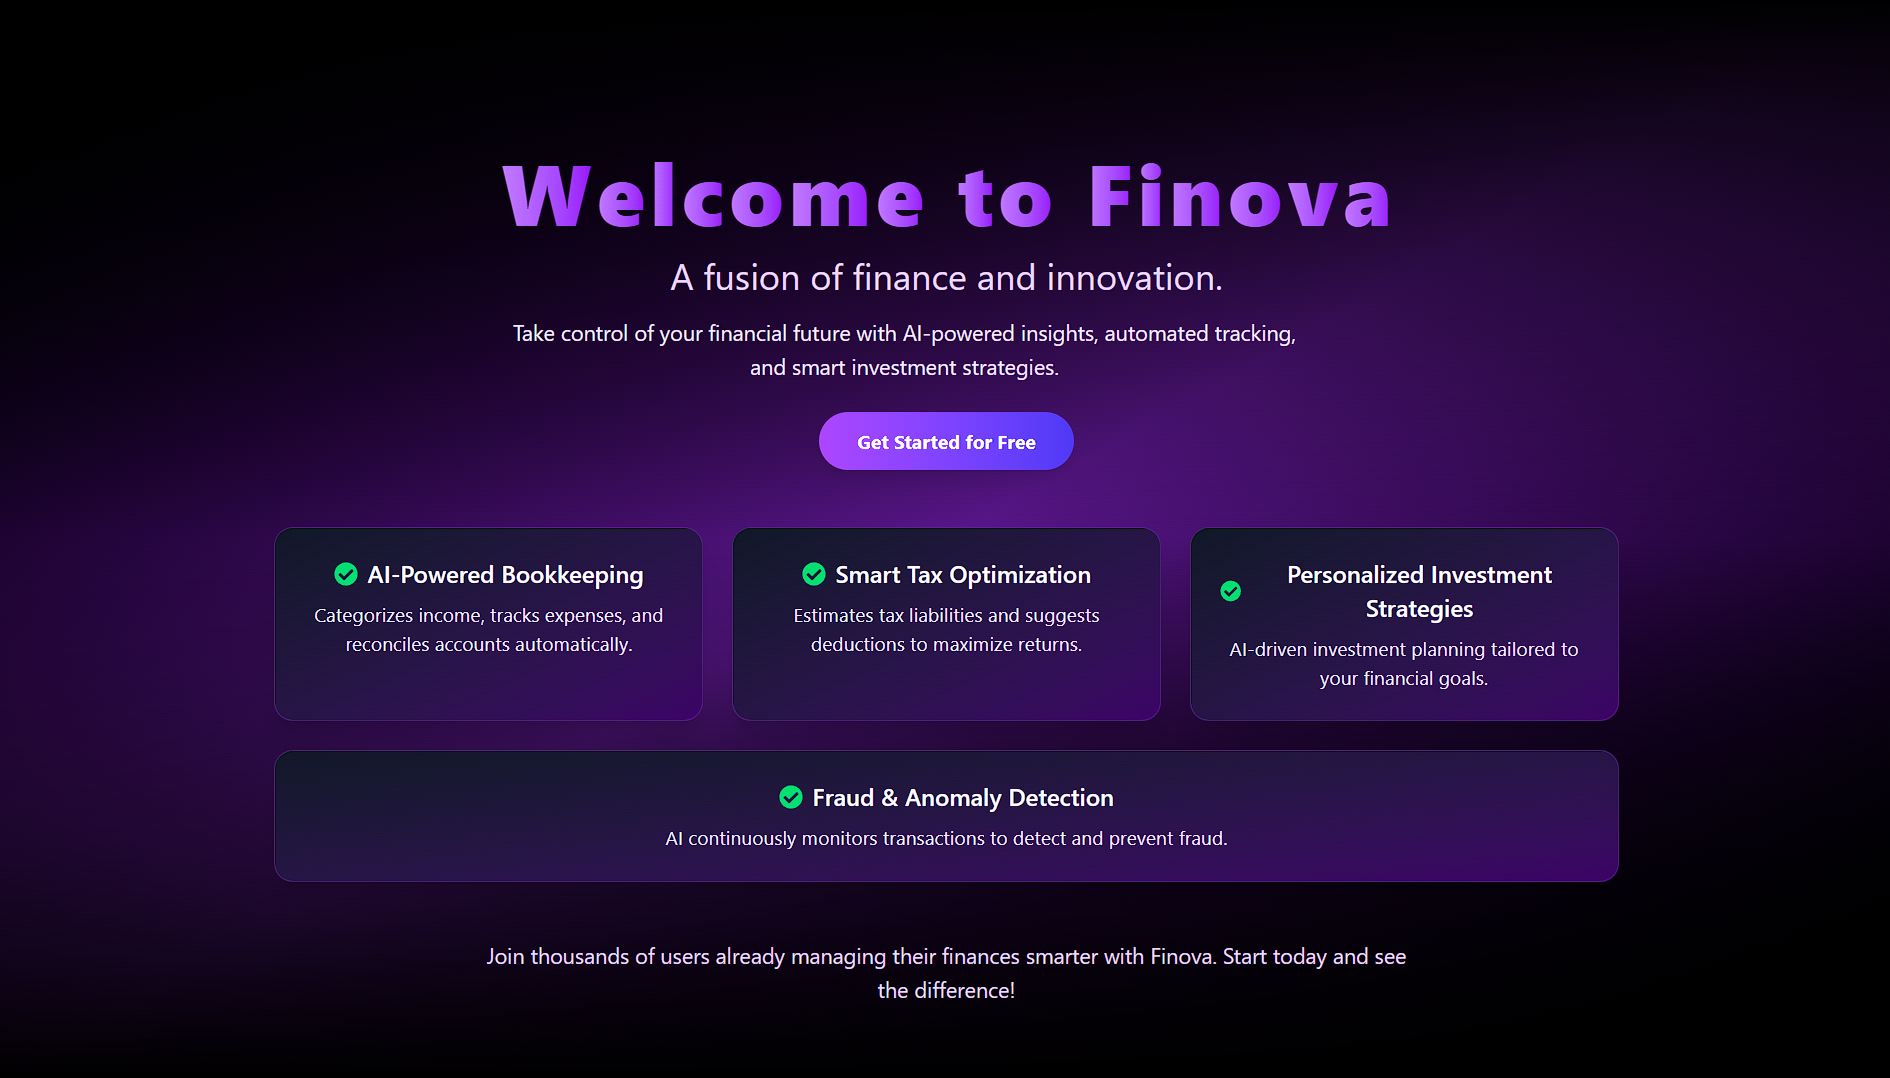 Welcome to Finova
A fusion of finance and innovation.
Take control of your financial future with AI-powered insights, automated tracking,
and smart investment strategies.
Get Started for Free
AI-Powered Bookkeeping
Categorizes income, tracks expenses, and
reconciles accounts automatically.
Smart Tax Optimization
Estimates tax liabilities and suggests
deductions to maximize returns.
Personalized Investment
Strategies
AI-driven investment planning tailored to
your financial goals.
Fraud & Anomaly Detection
AI continuously monitors transactions to detect and prevent fraud.
Join thousands of users already managing their finances smarter with Finova. Start today and see
the difference!